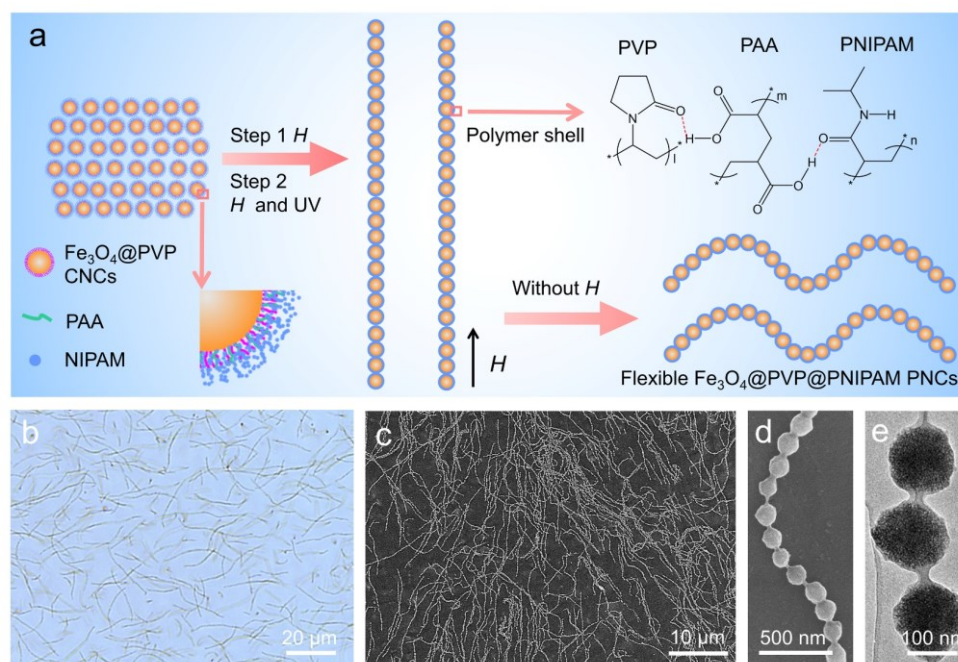 a
Step 1 H
Step 2
H and UV
Fe₃O₄@PVP
CNCs
PAA
NIPAM
H
Polymer shell
PVP
PAA
PNIPAM
N
O
*
*
l
H
O
O
*
m
*
O
O
H
O
N
H
*
n
*
Without H
Flexible Fe₃O₄@PVP@PNIPAM PNCs
b
20 μm
c
10 μm
d
500 nm
e
100 nm